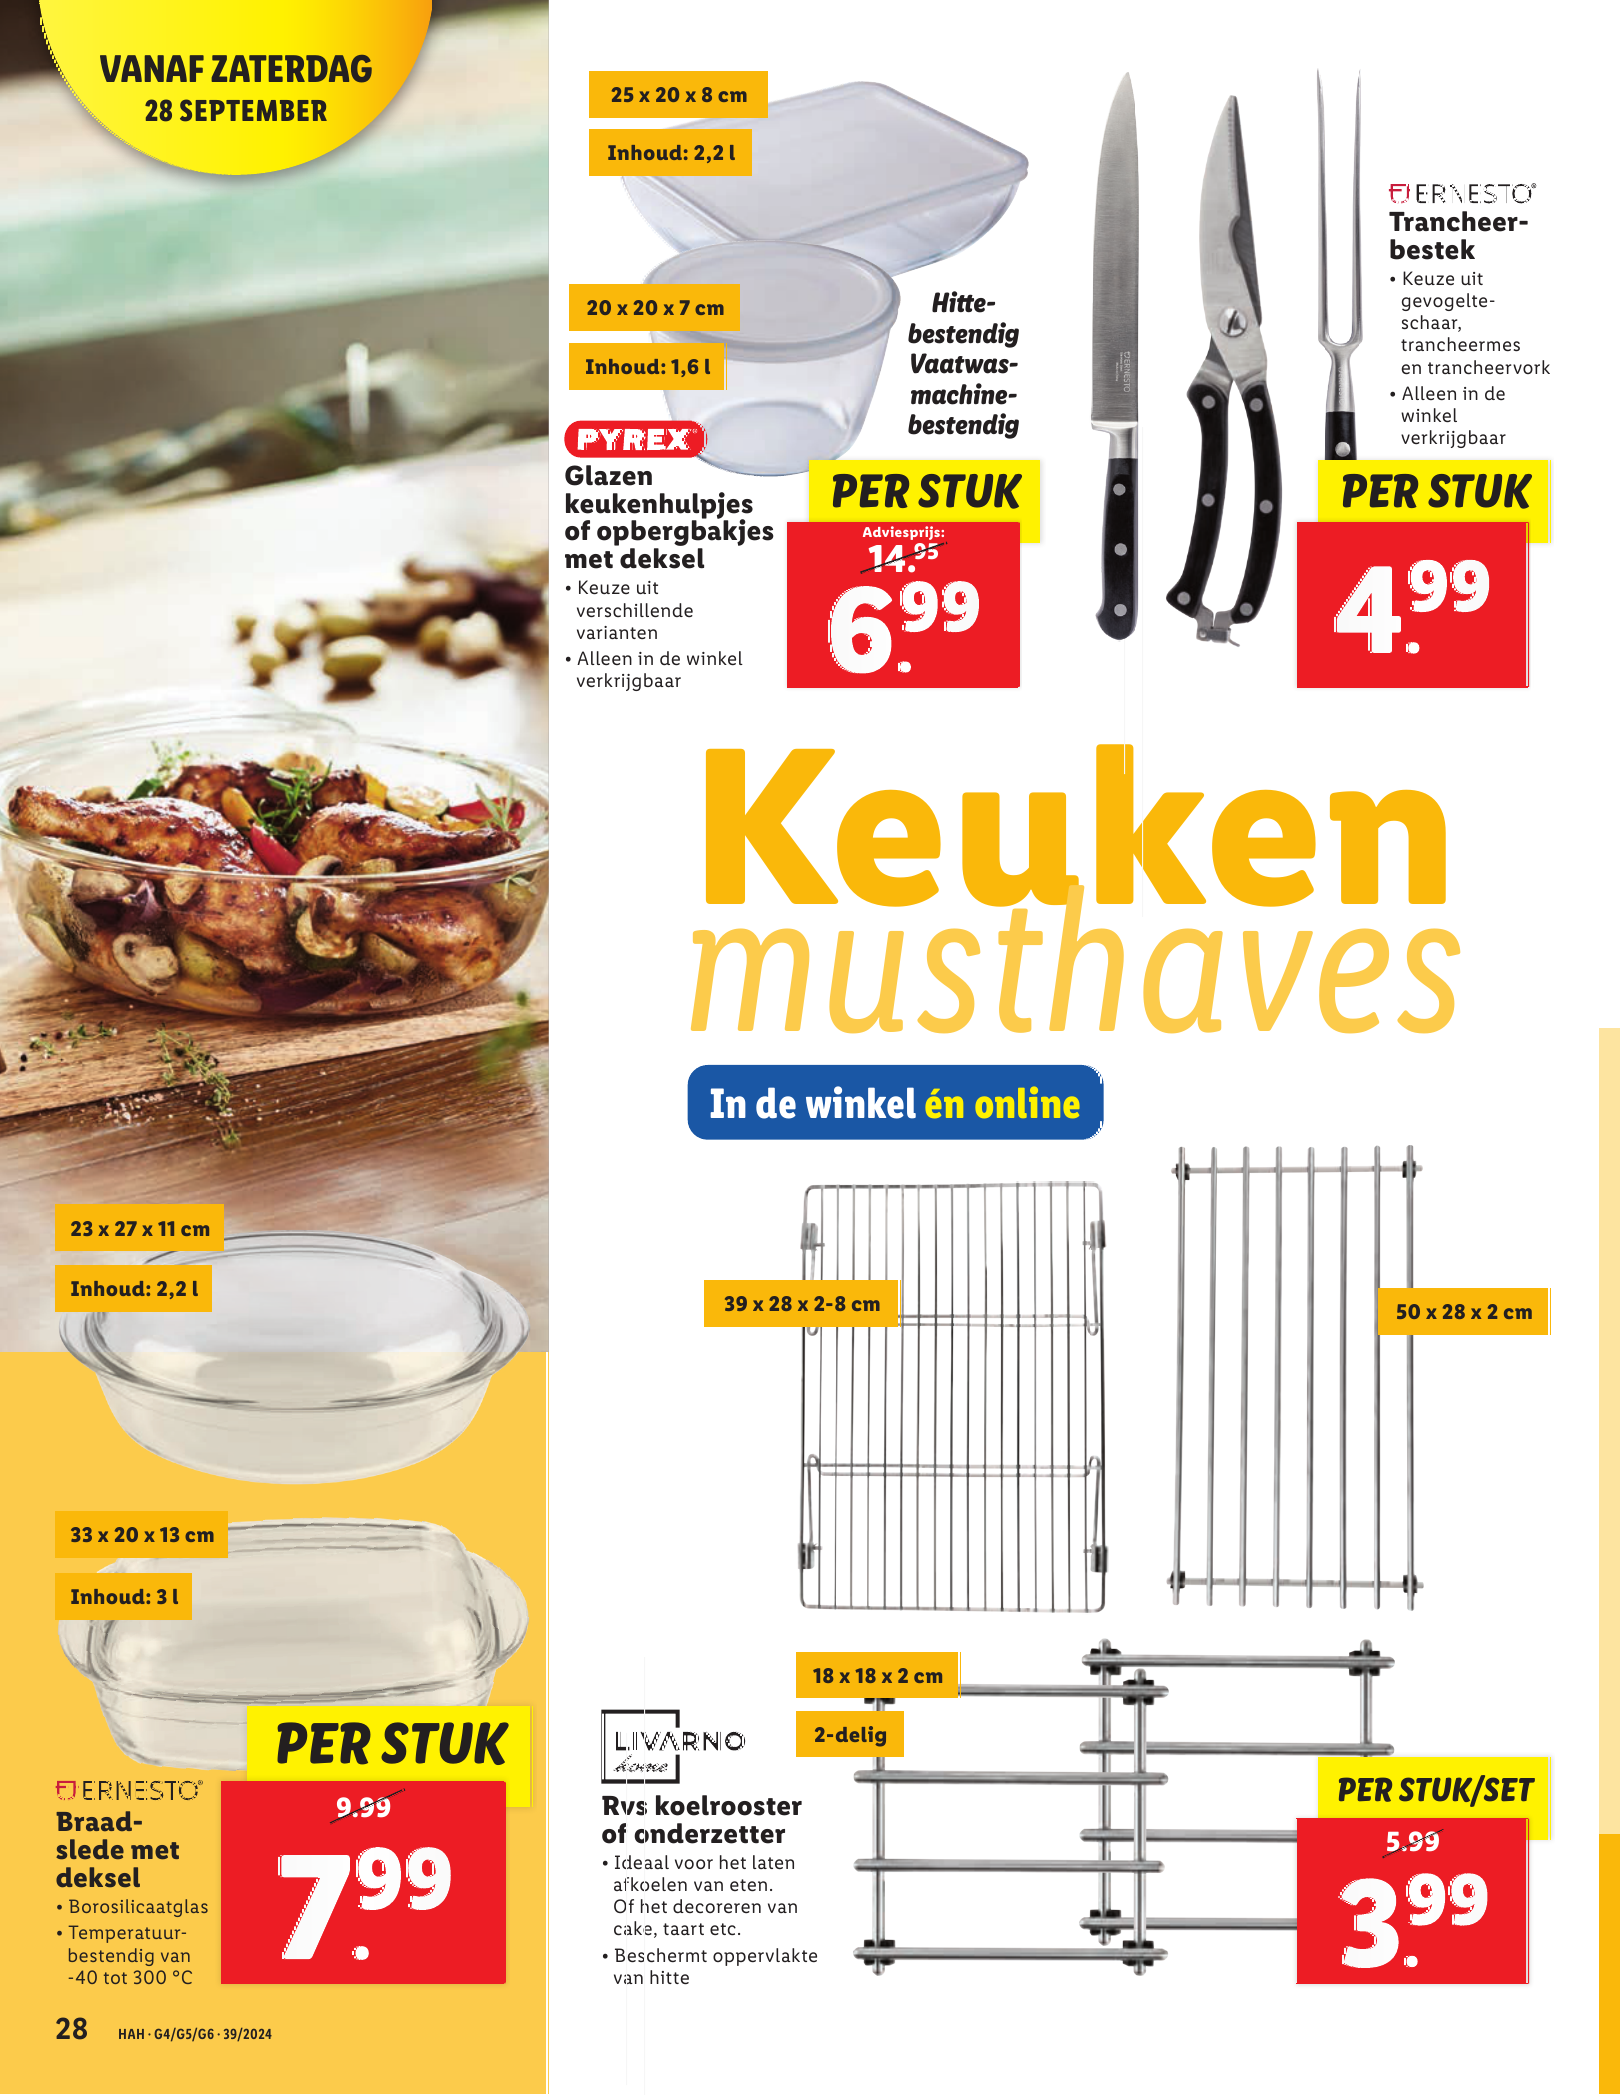 VANAF ZATERDAG
28 SEPTEMBER
25 x 20 x 8 cm
Inhoud: 2,2 l
20 x 20 x 7 cm
Inhoud: 1,6 l
Hitte-
bestendig
Vaatwas-
machine-
bestendig
PYREX®
Glazen
keukenhulpjes
of opbergbakjes
met deksel
• Keuze uit
verschillende
varianten
• Alleen in de winkel
verkrijgbaar
PER STUK
Adviesprijs:
14.95
6.99
ERNESTO
ERNESTO®
Trancheer-
bestek
• Keuze uit
gevogelte-
schaar,
trancheermes
en trancheervork
• Alleen in de
winkel
verkrijgbaar
PER STUK
4.99
Keuken
musthaves
In de winkel én online
23 x 27 x 11 cm
Inhoud: 2,2 l
33 x 20 x 13 cm
Inhoud: 3 l
ERNESTO®
Braad-
slede met
deksel
• Borosilicaatglas
• Temperatuur-
bestendig van
-40 tot 300 °C
PER STUK
9.99
7.99
39 x 28 x 2-8 cm
50 x 28 x 2 cm
18 x 18 x 2 cm
2-delig
LIVARNO
home
Rvs koelrooster
of onderzetter
• Ideaal voor het laten
afkoelen van eten.
Of het decoreren van
cake, taart etc.
• Beschermt oppervlakte
van hitte
PER STUK/SET
5.99
3.99
28
HAH · G4/G5/G6 · 39/2024